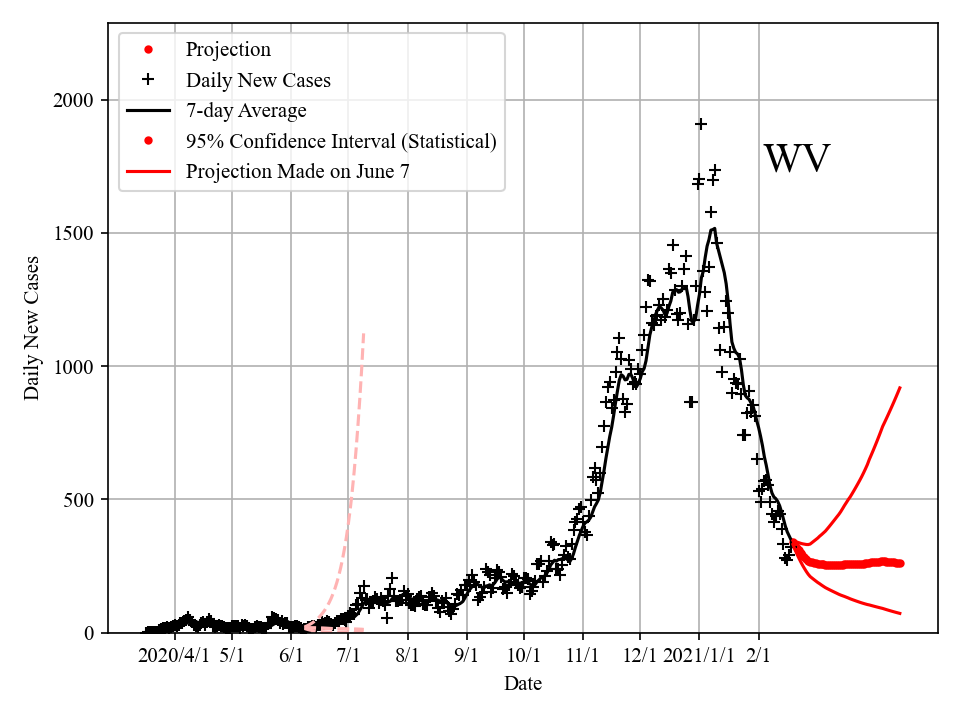 Projection
Daily New Cases
7-day Average
95% Confidence Interval (Statistical)
Projection Made on June 7
WV
Daily New Cases
2000
1500
1000
500
0
2020/4/1 5/1 6/1 7/1 8/1 9/1 10/1 11/1 12/1 2021/1/1 2/1
Date